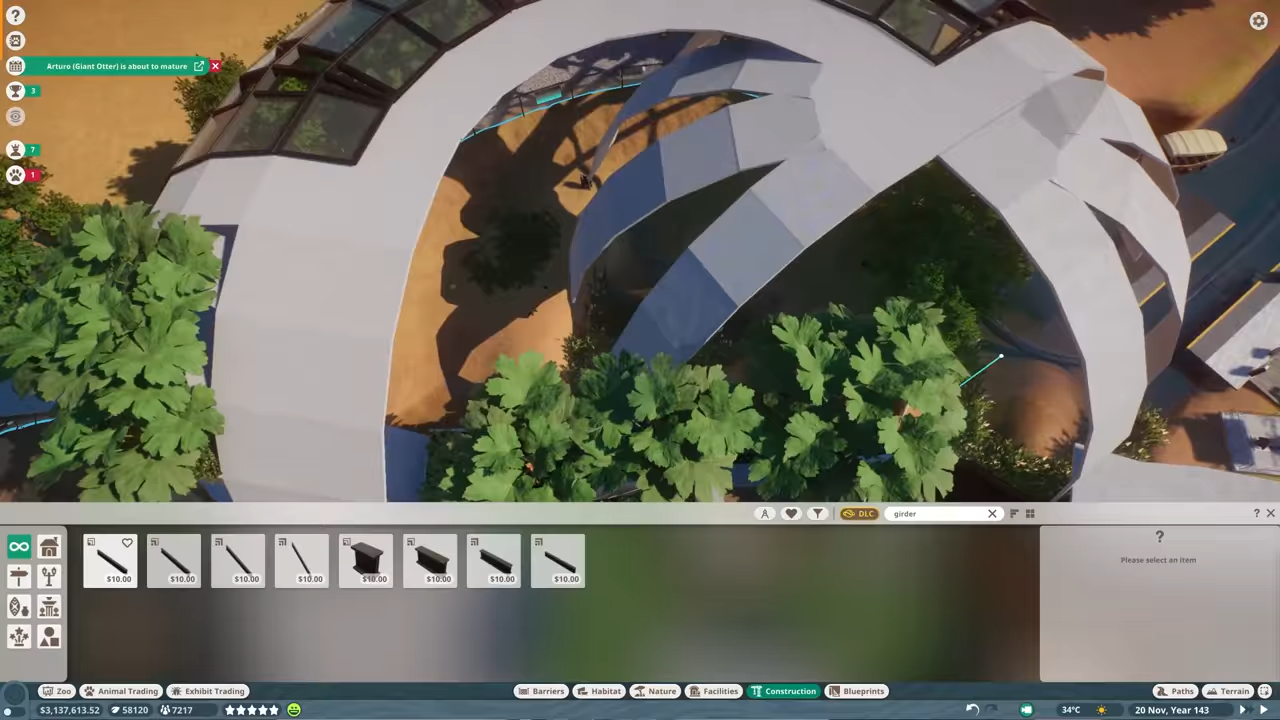 ?
Arturo (Giant Otter) is about to mature
3
7
1
DLC
girder
?
$10.00 $10.00 $10.00 $10.00 $10.00 $10.00 $10.00 $10.00
?
Please select an item
Zoo Animal Trading Exhibit Trading Barriers Habitat Nature Facilities Construction Blueprints Paths Terrain
$3,137,613.52 58120 7217 34°C 20 Nov, Year 143